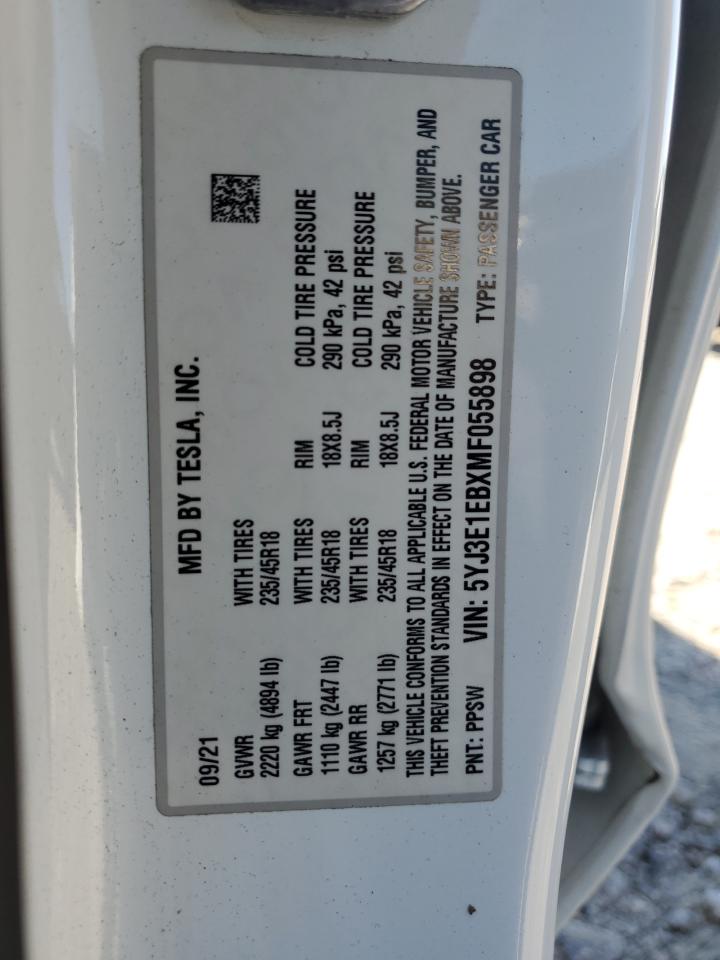 09/21 MFD BY TESLA, INC.
GVWR WITH TIRES
2220 kg (4894 lb) 235/45R18
GAWR FRT WITH TIRES RIM COLD TIRE PRESSURE
1110 kg (2447 lb) 235/45R18 18X8.5J 290 kPa, 42 psi
GAWR RR WITH TIRES RIM COLD TIRE PRESSURE
1257 kg (2771 lb) 235/45R18 18X8.5J 290 kPa, 42 psi
THIS VEHICLE CONFORMS TO ALL APPLICABLE U.S. FEDERAL MOTOR VEHICLE SAFETY, BUMPER, AND
THEFT PREVENTION STANDARDS IN EFFECT ON THE DATE OF MANUFACTURE SHOWN ABOVE.
PNT: PPSW VIN: 5YJ3E1EBXMF055898 TYPE: PASSENGER CAR